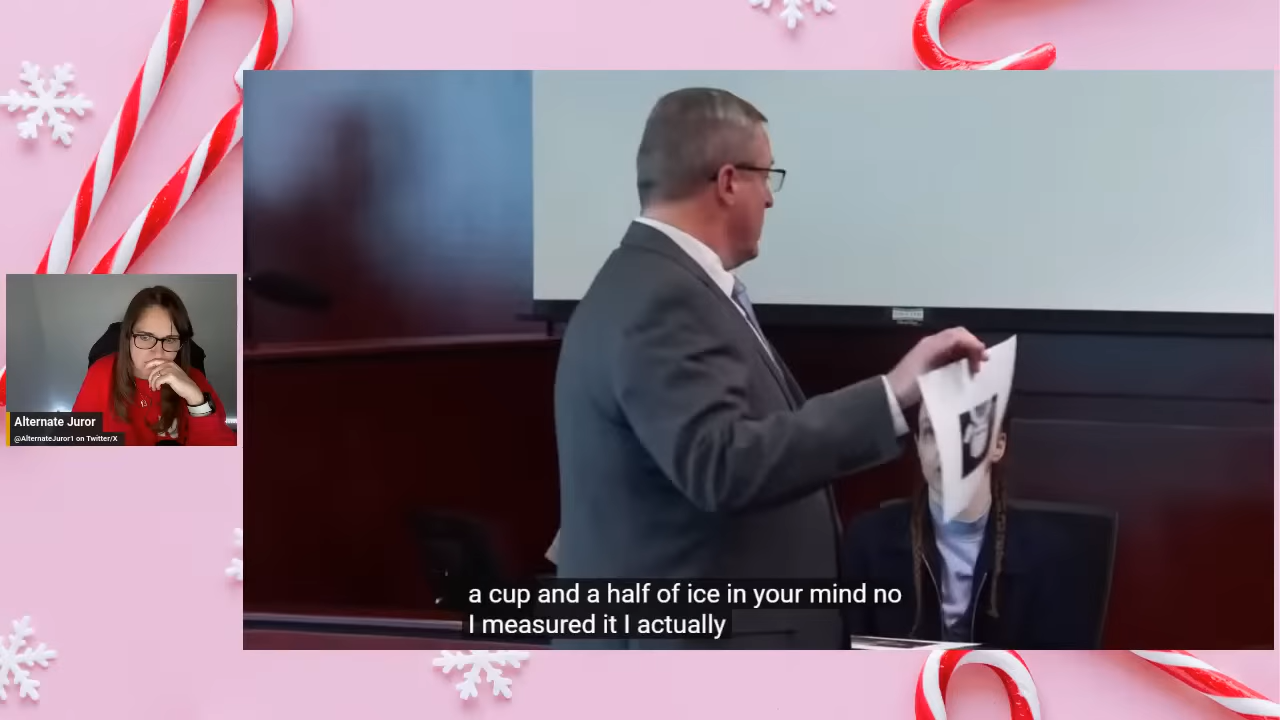 Alternate Juror
@AlternateJuror1 on Twitter/X
a cup and a half of ice in your mind no
I measured it I actually